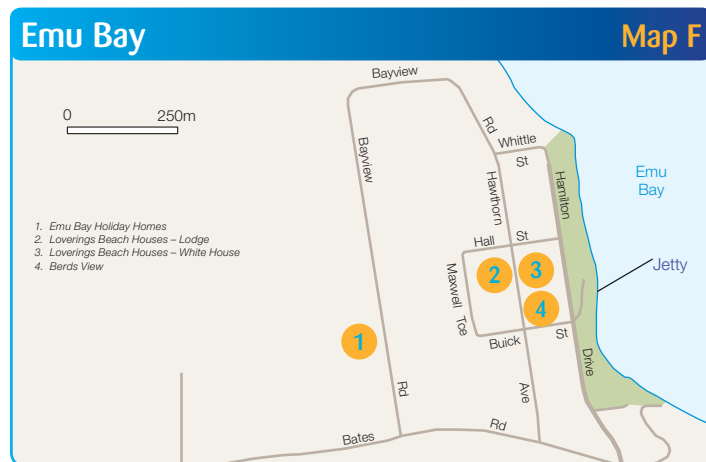 Emu Bay
Map F
0 250m
1. Emu Bay Holiday Homes
2. Loverings Beach Houses – Lodge
3. Loverings Beach Houses – White House
4. Berds View
Bayview
Rd
Whittle
St
Bayview
Hawthorn
Hamilton
Emu
Bay
Hall St
2
3
Maxwell Tce
Jetty
4
1
Buick St
Drive
Rd
Ave
Bates
Rd